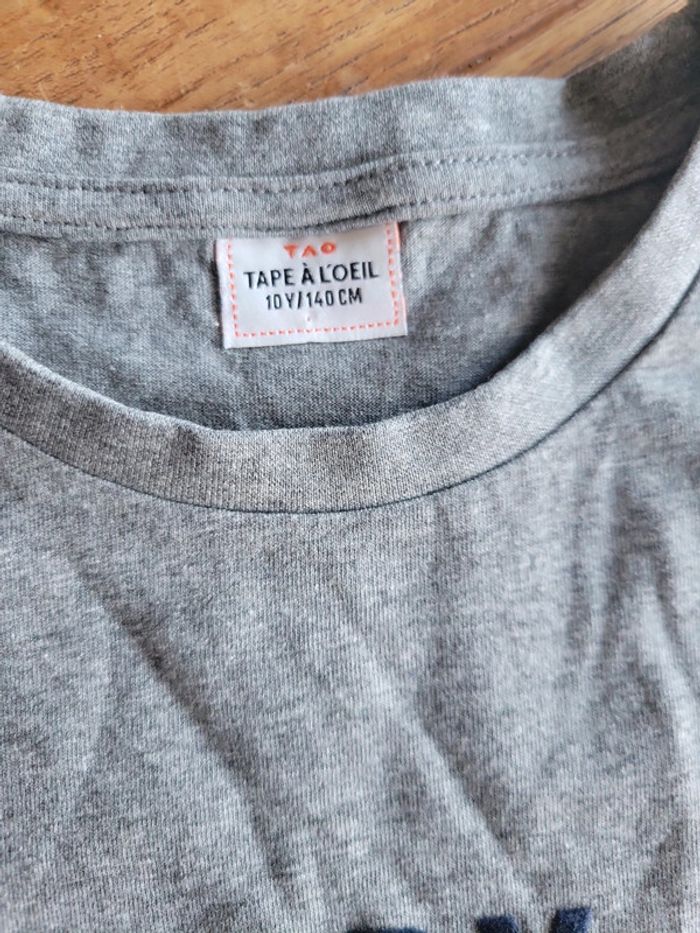 TAO
TAPE À L'OEIL
10Y/140CM